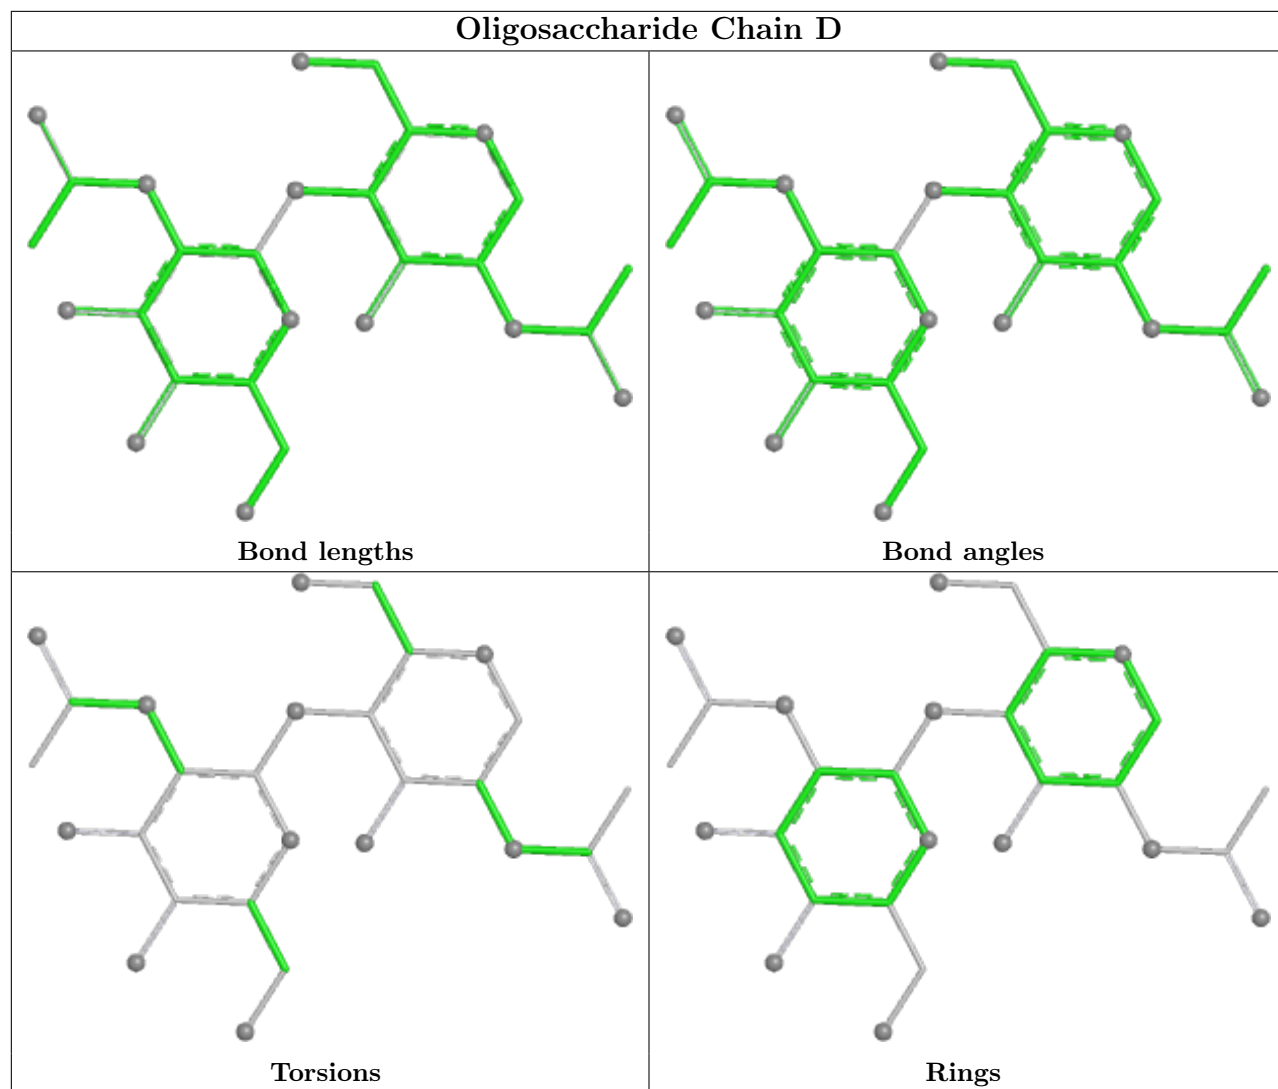 Oligosaccharide Chain D
Bond lengths
Bond angles
Torsions
Rings